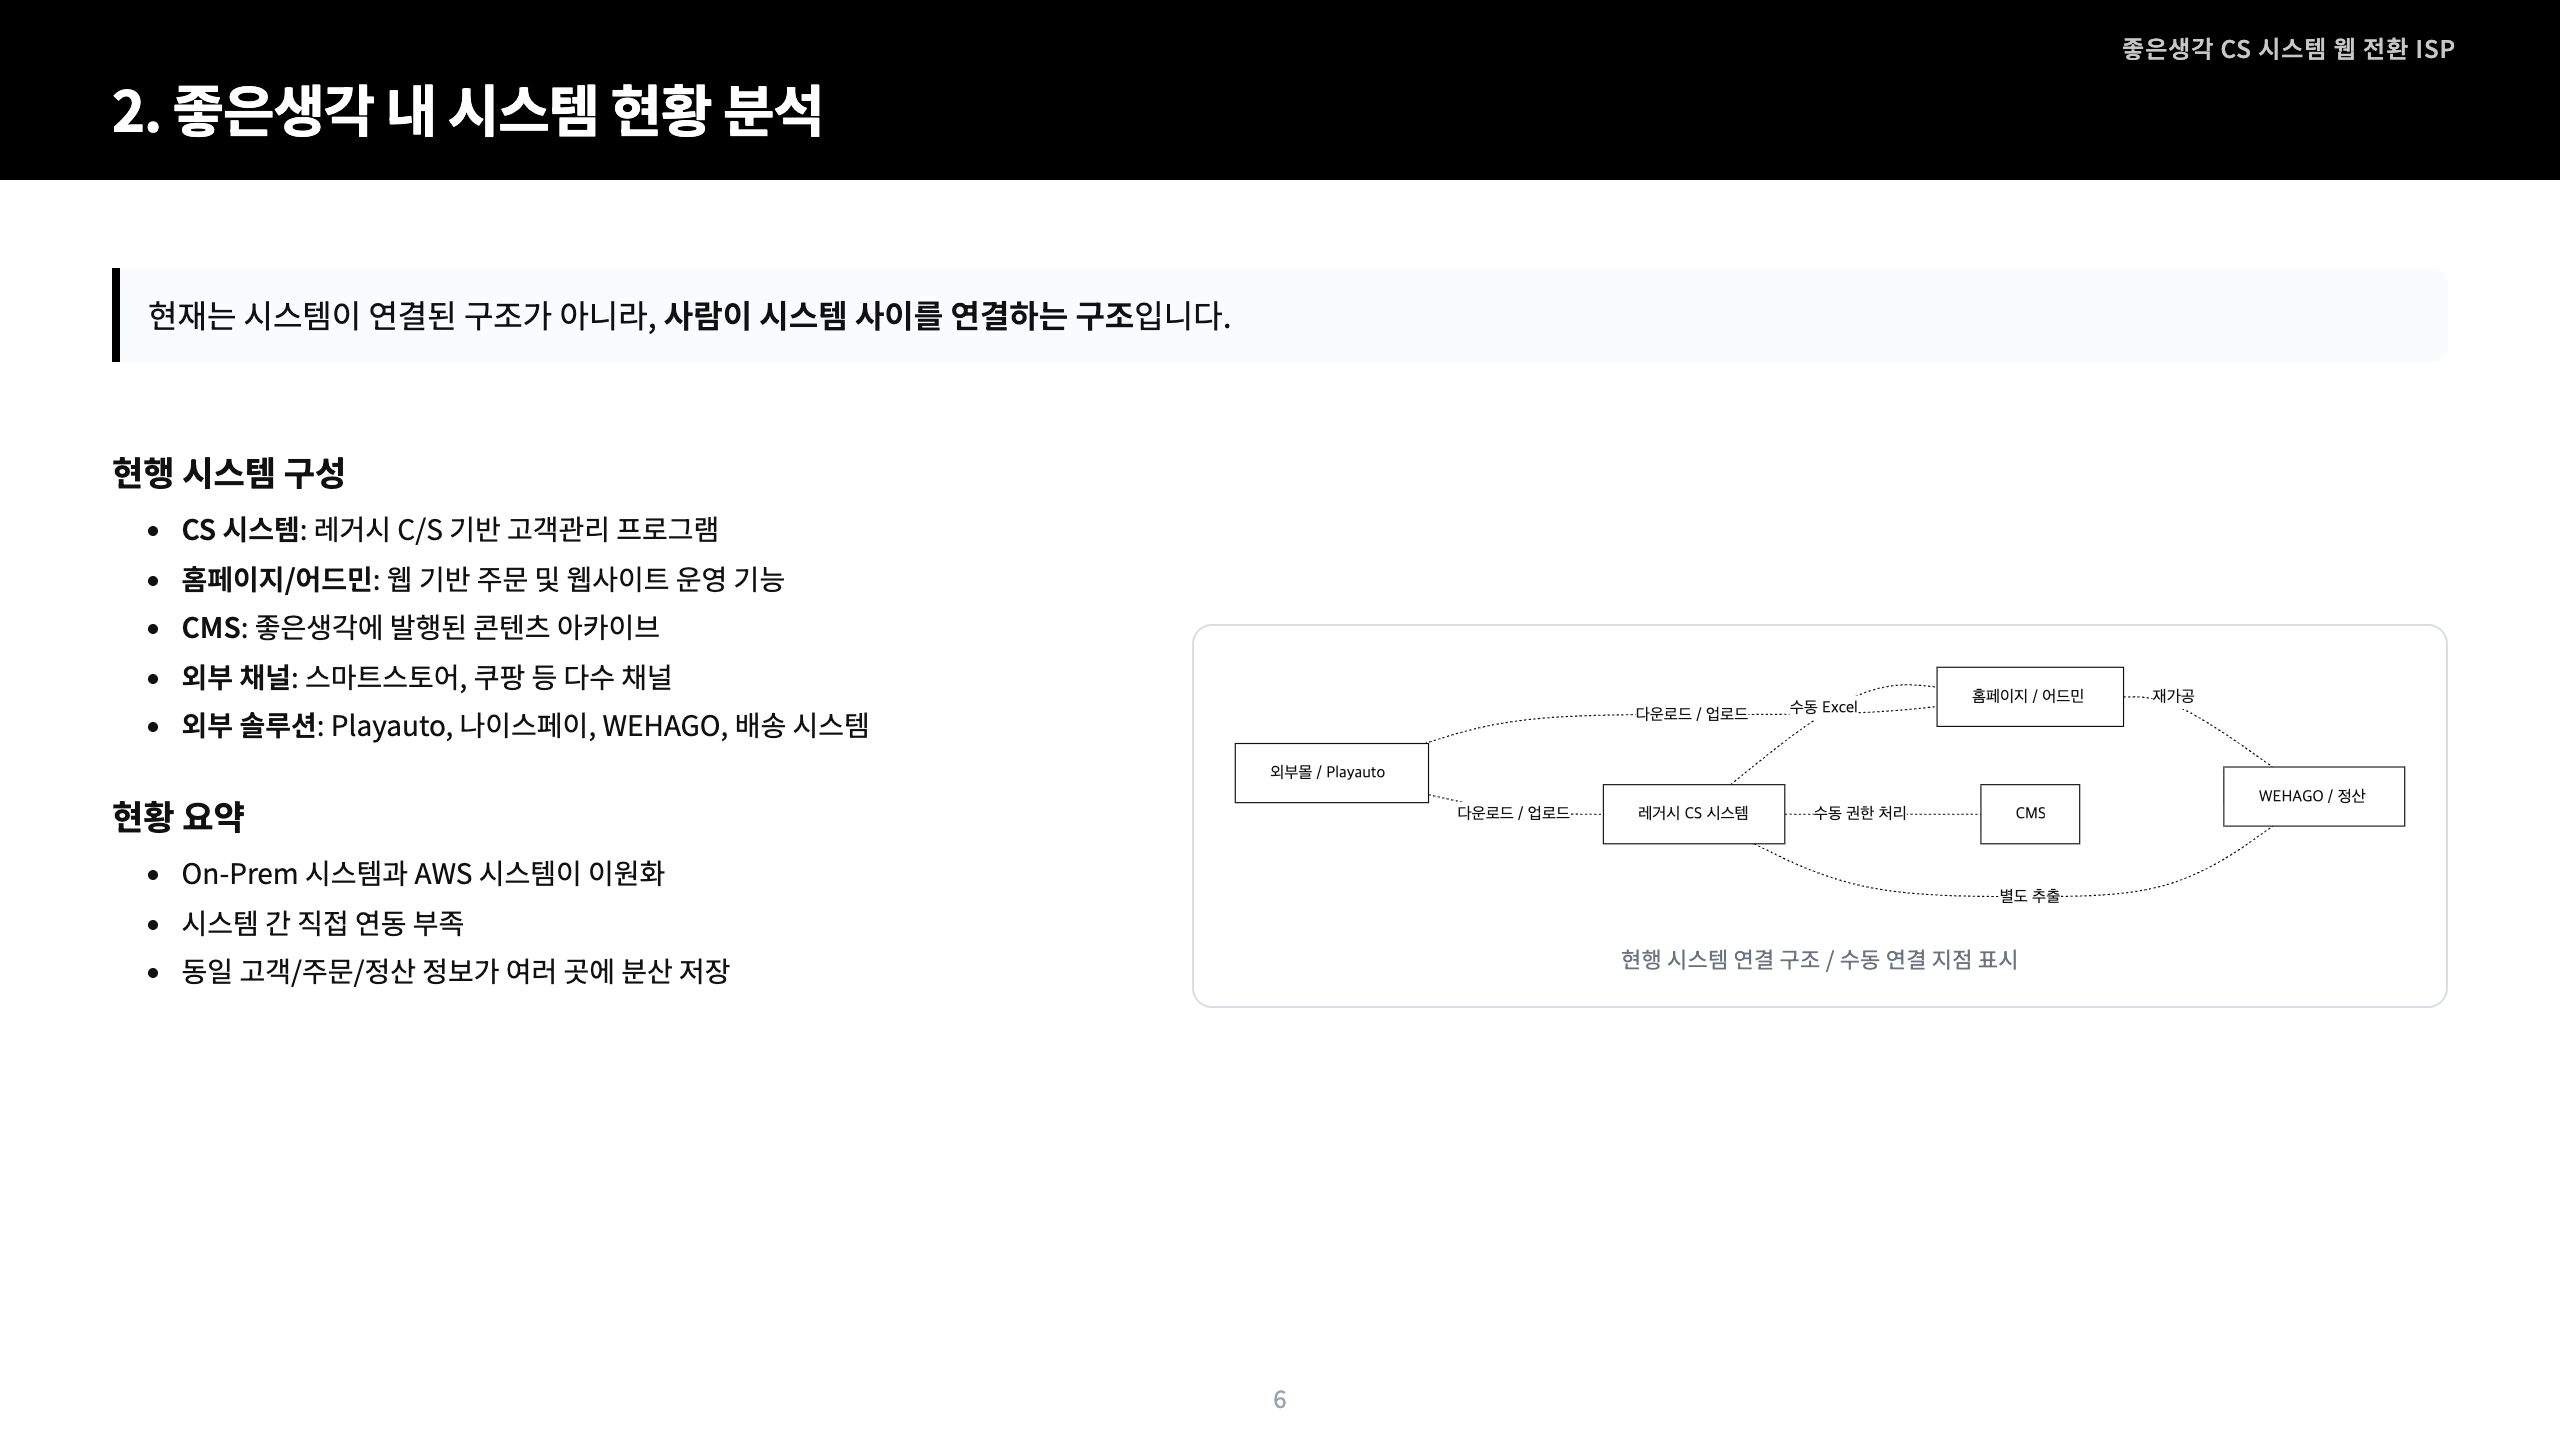 좋은생각 CS 시스템 웹 전환 ISP
2. 좋은생각 내 시스템 현황 분석
현재는 시스템이 연결된 구조가 아니라, 사람이 시스템 사이를 연결하는 구조입니다.
현행 시스템 구성
• CS 시스템: 레거시 C/S 기반 고객관리 프로그램
• 홈페이지/어드민: 웹 기반 주문 및 웹사이트 운영 기능
• CMS: 좋은생각에 발행된 콘텐츠 아카이브
• 외부 채널: 스마트스토어, 쿠팡 등 다수 채널
• 외부 솔루션: Playauto, 나이스페이, WEHAGO, 배송 시스템
현황 요약
• On-Prem 시스템과 AWS 시스템이 이원화
• 시스템 간 직접 연동 부족
• 동일 고객/주문/정산 정보가 여러 곳에 분산 저장
외부몰 / Playauto
다운로드 / 업로드
수동 Excel
홈페이지 / 어드민
재가공
다운로드 / 업로드
레거시 CS 시스템
수동 권한 처리
CMS
WEHAGO / 정산
별도 추출
현행 시스템 연결 구조 / 수동 연결 지점 표시
6